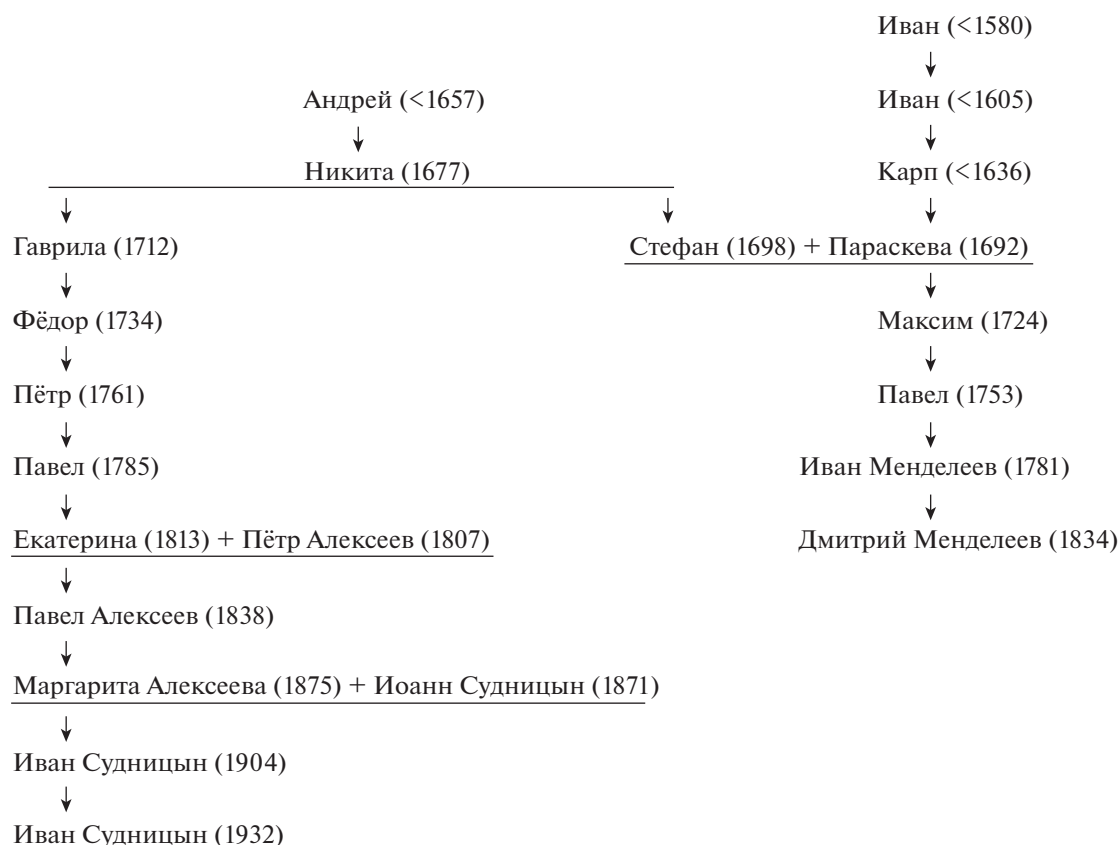 Иван (<1580)
Андрей (<1657)
Иван (<1605)
Никита (1677)
Карп (<1636)
Гаврила (1712)
Стефан (1698) + Параскева (1692)
Фёдор (1734)
Максим (1724)
Пётр (1761)
Павел (1753)
Павел (1785)
Иван Менделеев (1781)
Екатерина (1813) + Пётр Алексеев (1807)
Дмитрий Менделеев (1834)
Павел Алексеев (1838)
Маргарита Алексеева (1875) + Иоанн Судницын (1871)
Иван Судницын (1904)
Иван Судницын (1932)